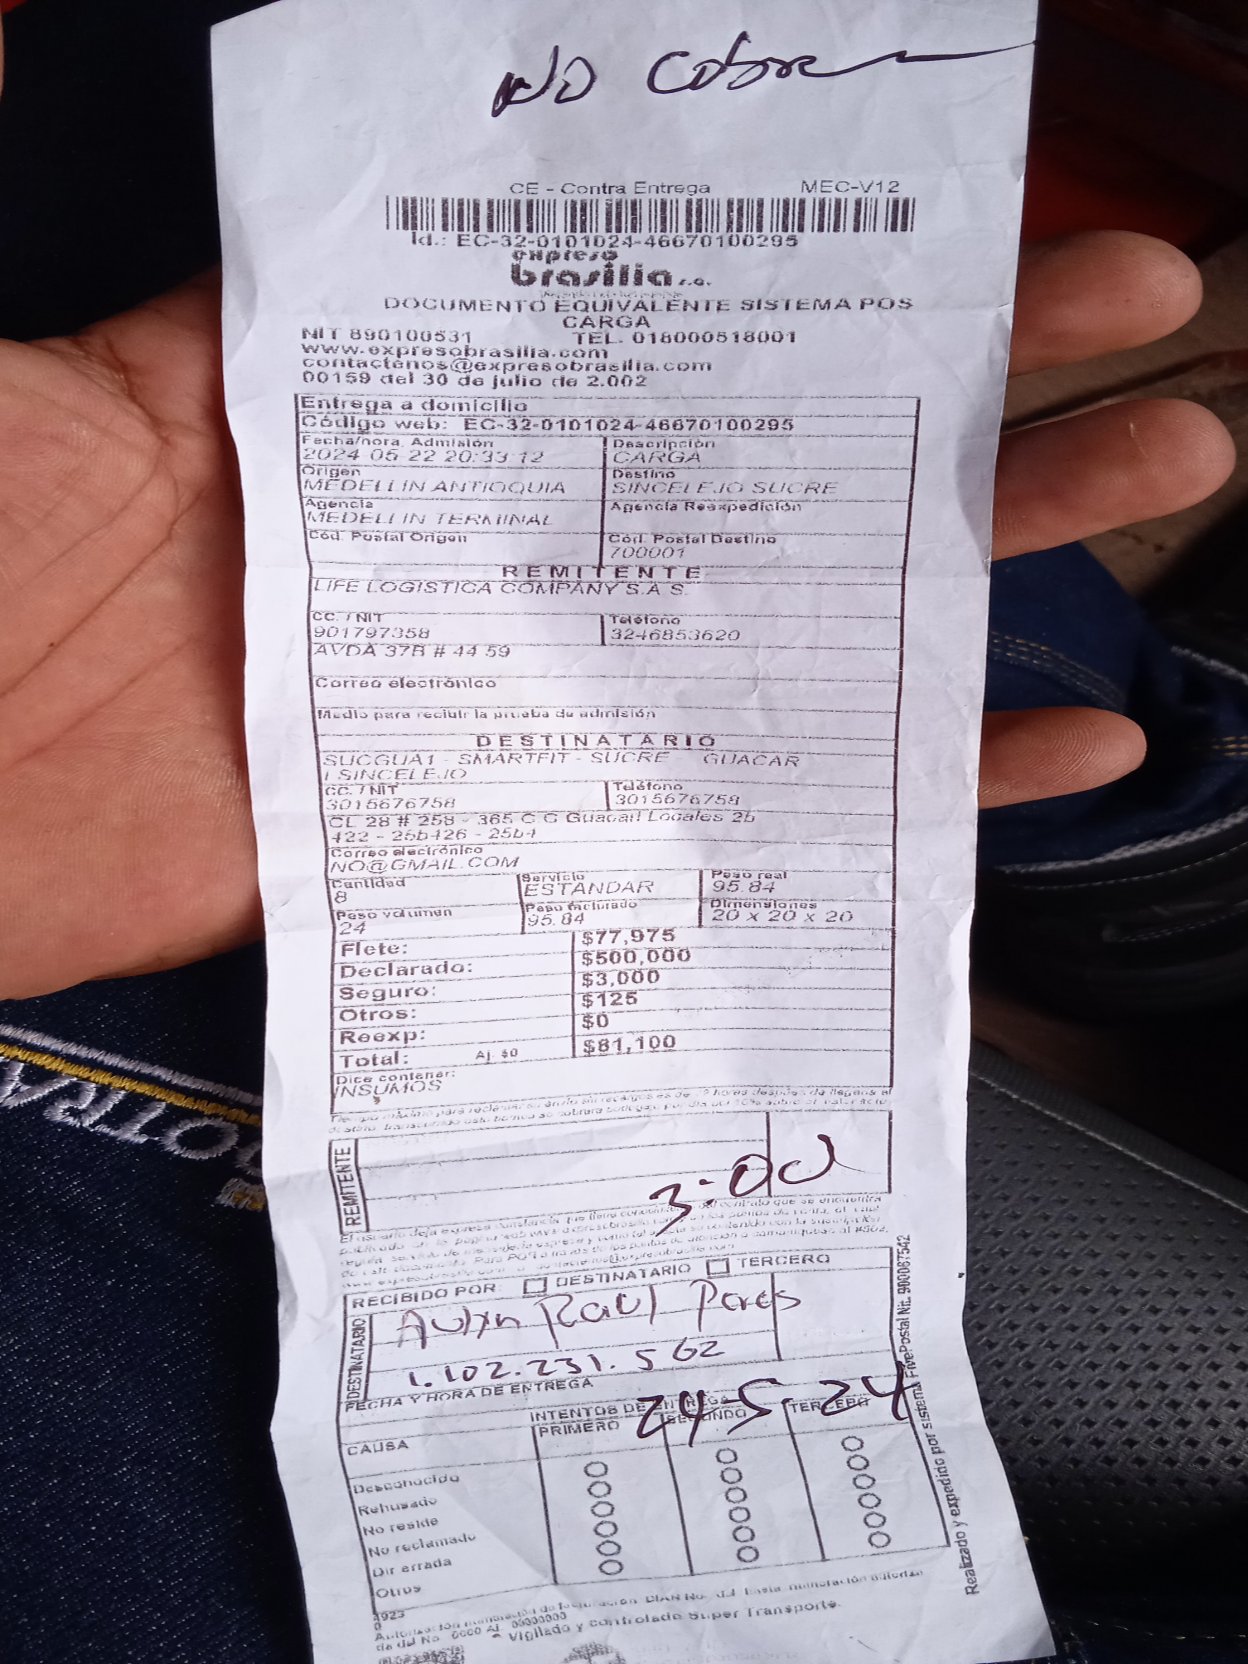 No Cobra
CE - Contra Entrega MEC-V12
Id.: EC-32-0101024-46670100295
expreso
brasilia s.a.
DOCUMENTO EQUIVALENTE SISTEMA POS
CARGA
NIT 890100531 TEL. 018000518001
www.expresobrasilia.com
contactenos@expresobrasilia.com
00159 del 30 de julio de 2.002
Entrega a domicilio
Código web: EC-32-0101024-46670100295
Fecha/hora. Admisión Descripción
2024 05 22 20:33:12 CARGA
Origen Destino
MEDELLIN ANTIOQUIA SINCELEJO SUCRE
Agencia Agencia Reexpedición
MEDELLIN TERMINAL
Cód. Postal Origen Cód. Postal Destino
700001
REMITENTE
LIFE LOGISTICA COMPANY S.A S.
CC. / NIT Teléfono
901797358 3246853620
AVDA 37B # 44 59
Correo electrónico
Medio para recibir la prueba de admisión
DESTINATARIO
SUCGUA1 - SMARTFIT - SUCRE - GUACAR
I SINCELEJO
CC. / NIT Teléfono
3015676758 3015676758
CL 28 # 25B - 365 C C Guacari Locales 2b
422 - 25b426 - 25b4
Correo electrónico
NO@GMAIL.COM
Cantidad Servicio Peso real
8 ESTANDAR 95.84
Peso volumen Peso facturado Dimensiones
24 95.84 20 x 20 x 20
Flete: $77,975
Declarado: $500,000
Seguro: $3,000
Otros: $125
Reexp: $0
Total: Aj $0 $81,100
Dice contener:
INSUMOS
REMITENTE
3:00
RECIBIDO POR: DESTINATARIO TERCERO
DESTINATARIO
Raul Peres
1.102.231.562
FECHA Y HORA DE ENTREGA
24-5-24
INTENTOS DE ENTREGA
CAUSA PRIMERO SEGUNDO TERCERO
Desconocido
Rehusado
No reside
No reclamado
Dir errada
Otros
Vigilado y controlado Super Transporte.
Realizado y expedido por sistema FivePostal Nit. 900067542